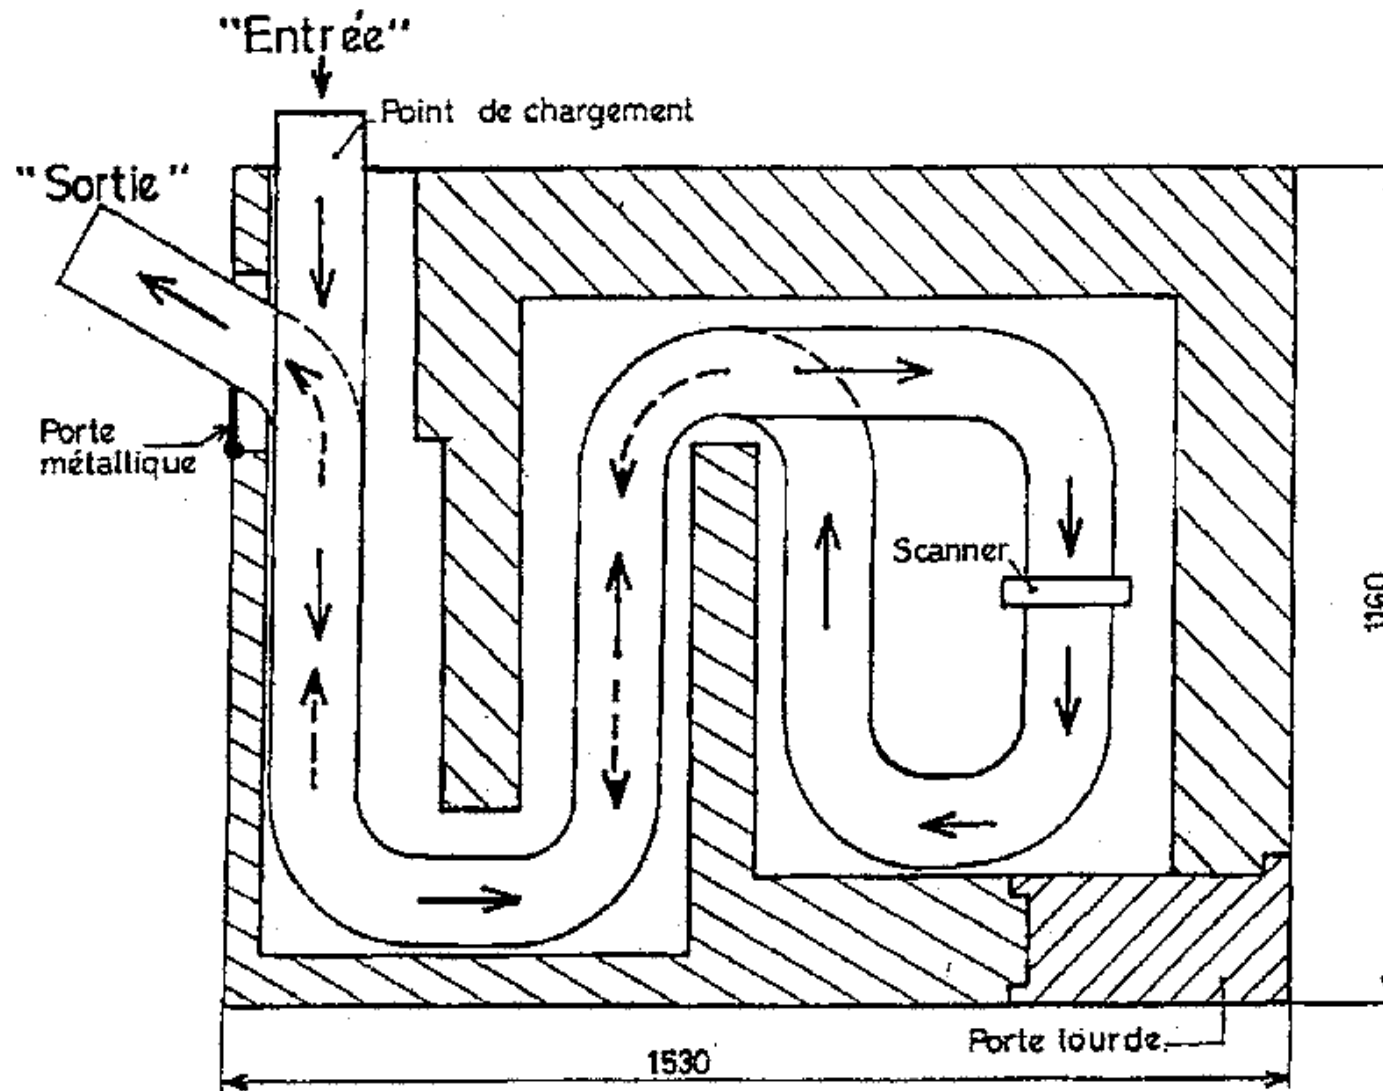 "Entrée"
Point de chargement
"Sortie"
Porte
métallique
Scanner
1160
Porte lourde.
1530